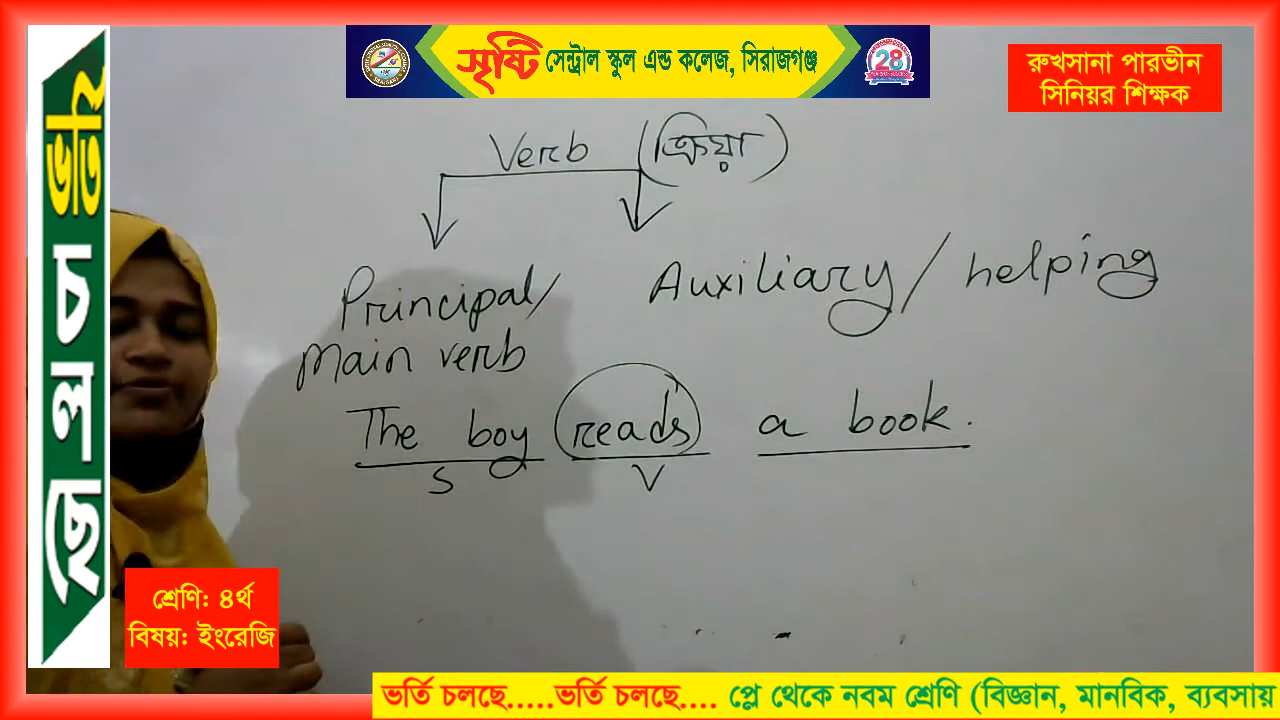 সৃষ্টি সেন্ট্রাল স্কুল এন্ড কলেজ, সিরাজগঞ্জ
28
রুখসানা পারভীন
সিনিয়র শিক্ষক
ভর্তি চলছে
Verb (ক্রিয়া)
Principal/ Auxiliary/helping
main verb
The boy reads a book.
S V
শ্রেণি: ৪র্থ
বিষয়: ইংরেজি
ভর্তি চলছে.....ভর্তি চলছে.... প্লে থেকে নবম শ্রেণি (বিজ্ঞান, মানবিক, ব্যবসায়